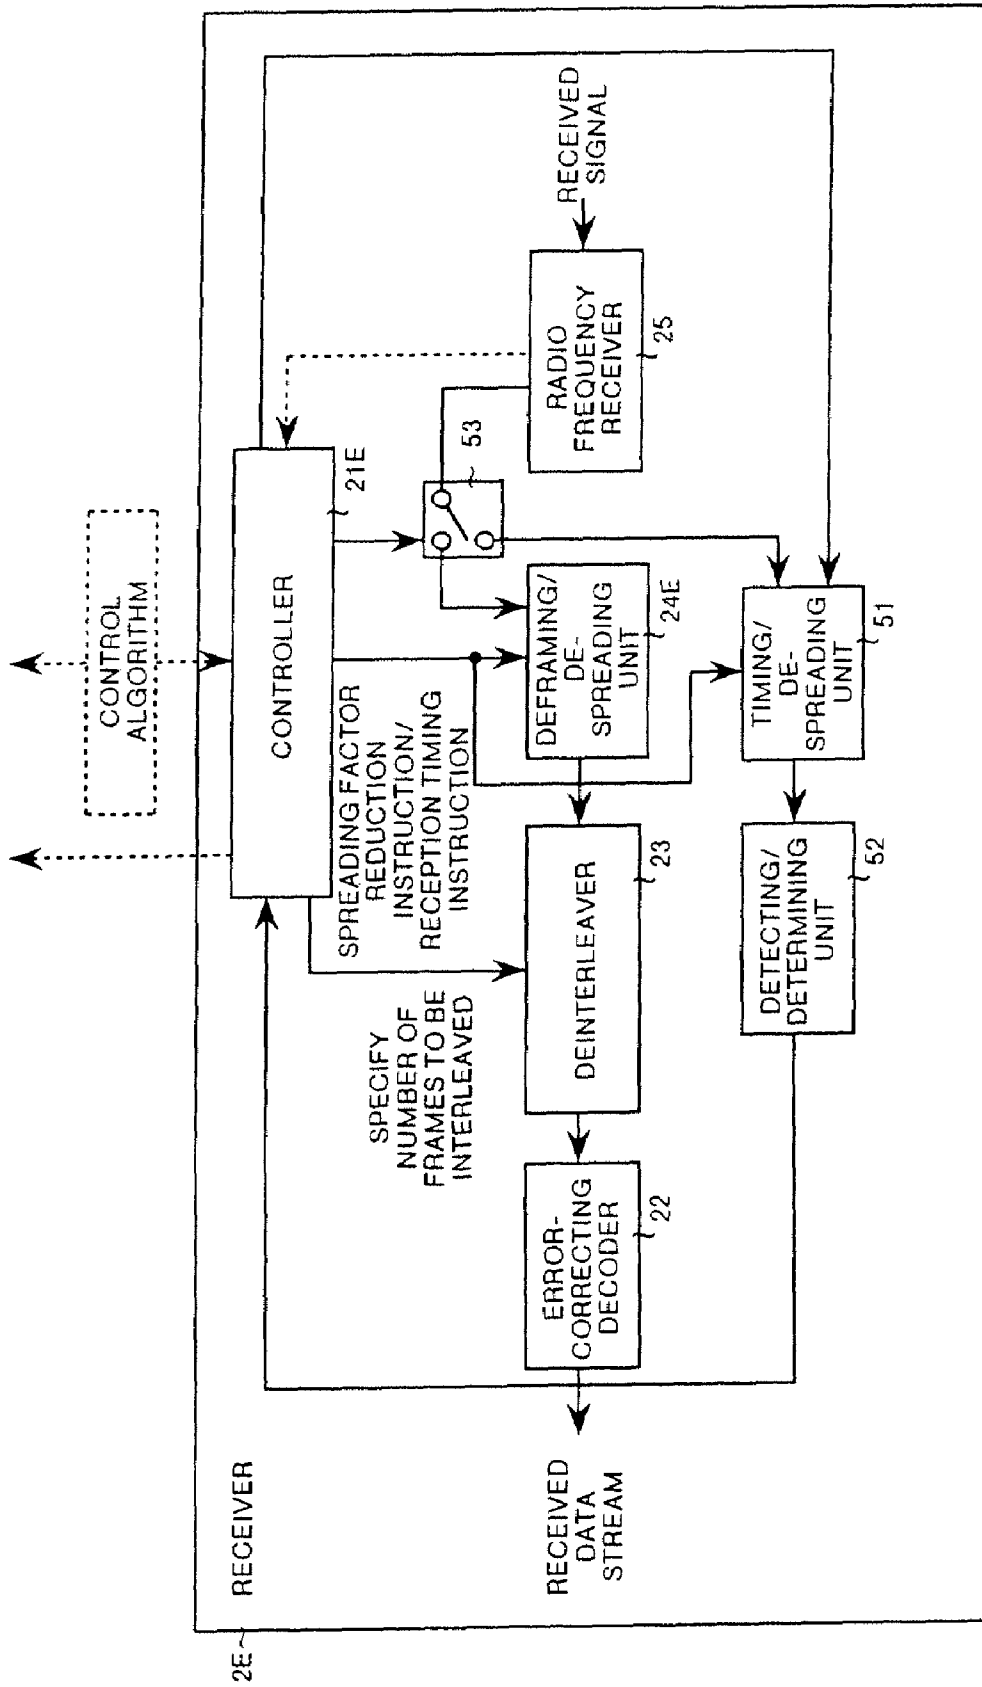 CONTROL
ALGORITHM
2E
RECEIVER
CONTROLLER
21E
SPREADING FACTOR
REDUCTION
INSTRUCTION/
RECEPTION TIMING
INSTRUCTION
SPECIFY
NUMBER OF
FRAMES TO BE
INTERLEAVED
53
RECEIVED
SIGNAL
RADIO
FREQUENCY
RECEIVER
25
DEFRAMING/
DE-
SPREADING
UNIT
24E
DEINTERLEAVER
23
ERROR-
CORRECTING
DECODER
22
RECEIVED
DATA
STREAM
TIMING/
DE-
SPREADING
UNIT
51
DETECTING/
DETERMINING
UNIT
52